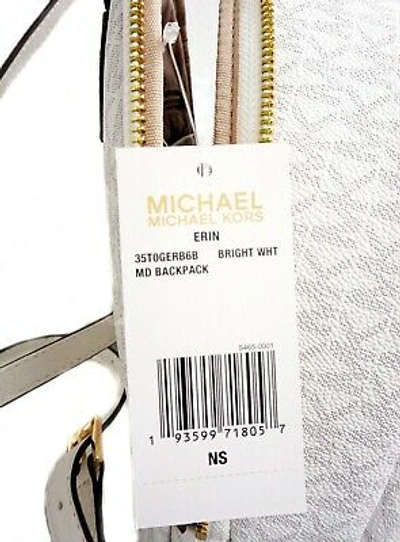 MICHAEL
MICHAEL KORS
ERIN
35T0GERB6B BRIGHT WHT
MD BACKPACK
5465-0001
1 93599 71805 7
NS